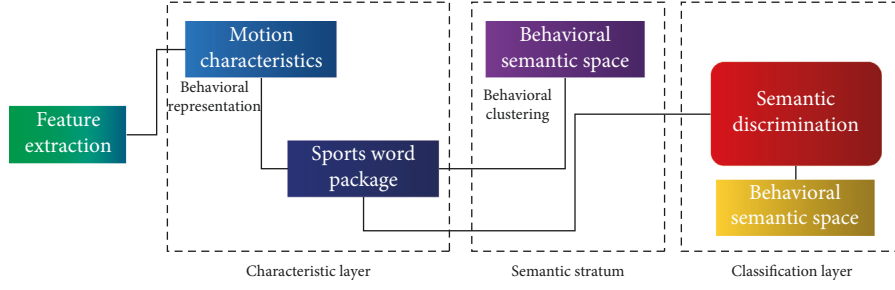 Feature
extraction
Motion
characteristics
Behavioral
representation
Sports word
package
Characteristic layer
Behavioral
semantic space
Behavioral
clustering
Semantic stratum
Semantic
discrimination
Behavioral
semantic space
Classification layer